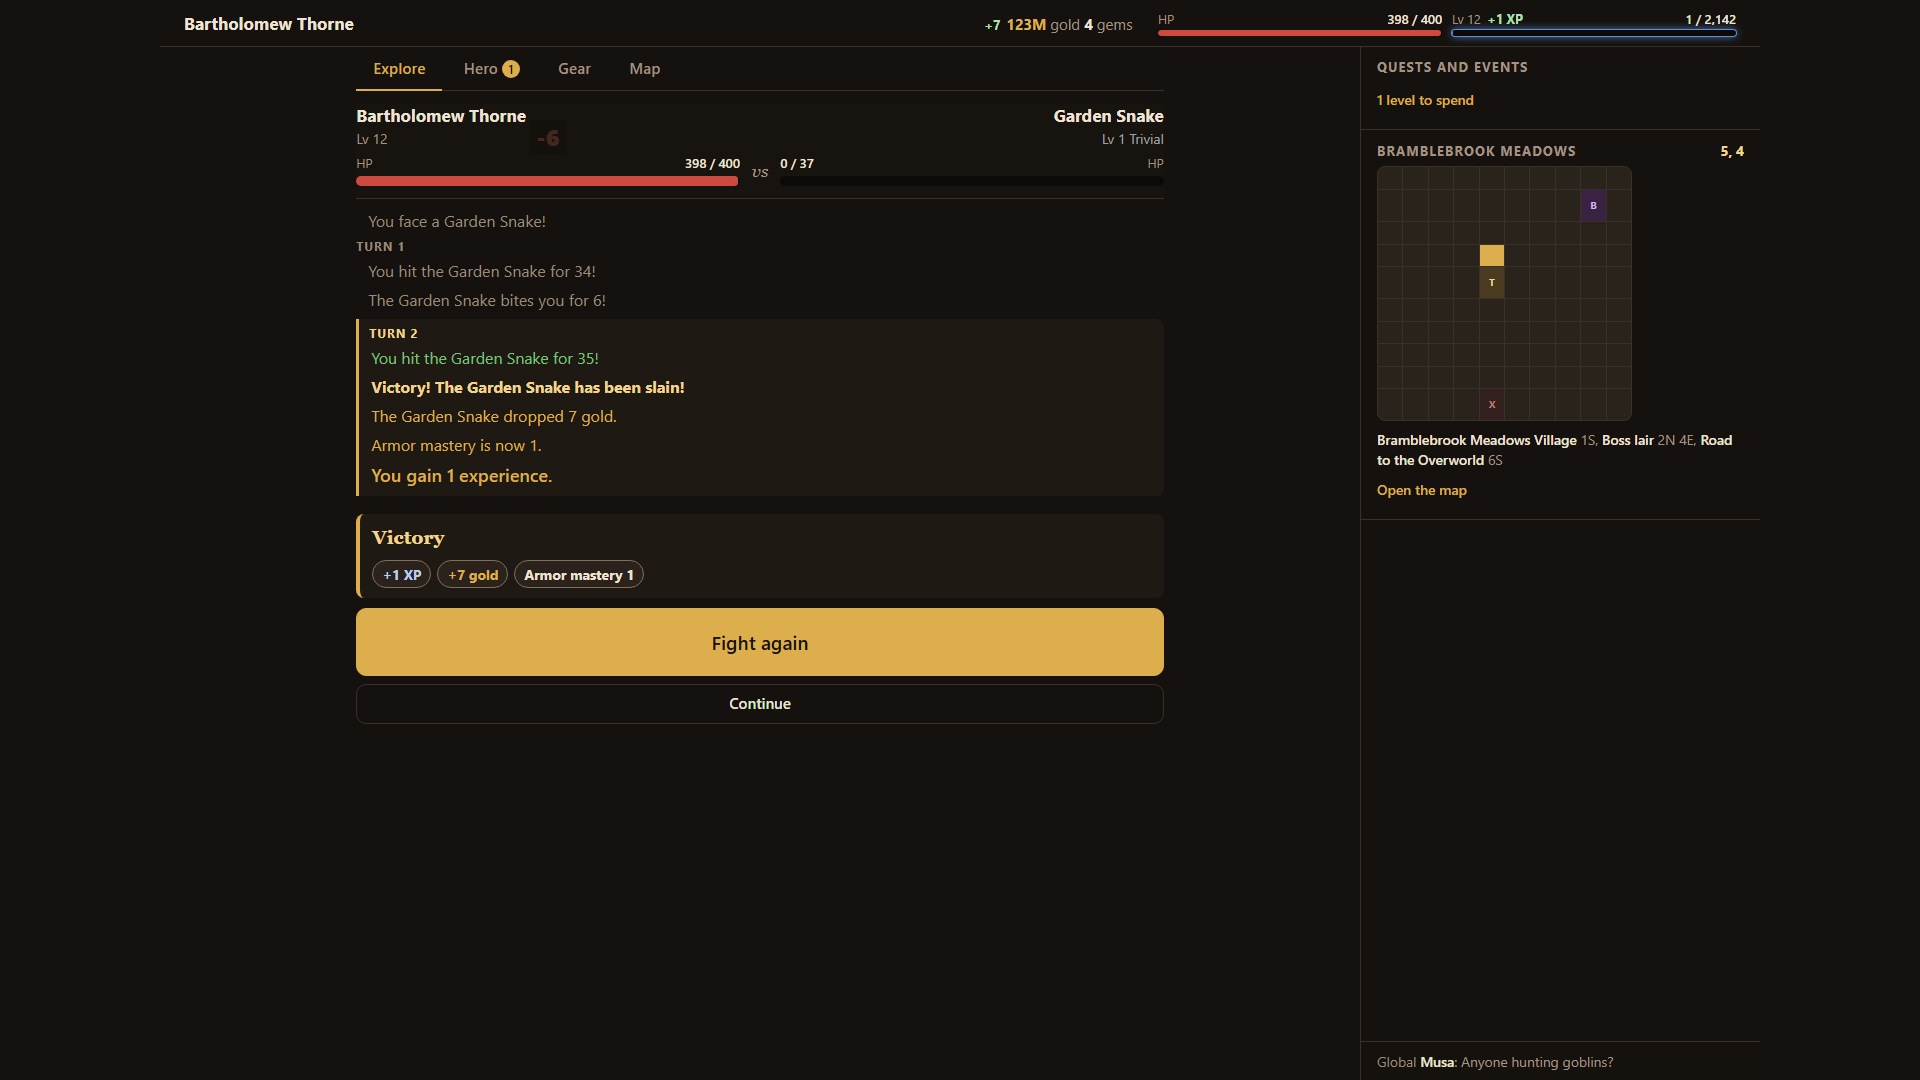 Bartholomew Thorne
+7 123M gold 4 gems
HP 398 / 400
Lv 12 +1 XP 1 / 2,142
Explore
Hero 1
Gear
Map
Bartholomew Thorne
Lv 12
-6
HP 398 / 400
vs
Garden Snake
Lv 1 Trivial
0 / 37 HP
You face a Garden Snake!
TURN 1
You hit the Garden Snake for 34!
The Garden Snake bites you for 6!
TURN 2
You hit the Garden Snake for 35!
Victory! The Garden Snake has been slain!
The Garden Snake dropped 7 gold.
Armor mastery is now 1.
You gain 1 experience.
Victory
+1 XP
+7 gold
Armor mastery 1
Fight again
Continue
QUESTS AND EVENTS
1 level to spend
BRAMBLEBROOK MEADOWS 5, 4
B
T
X
Bramblebrook Meadows Village 1S, Boss lair 2N 4E, Road
to the Overworld 6S
Open the map
Global Musa: Anyone hunting goblins?